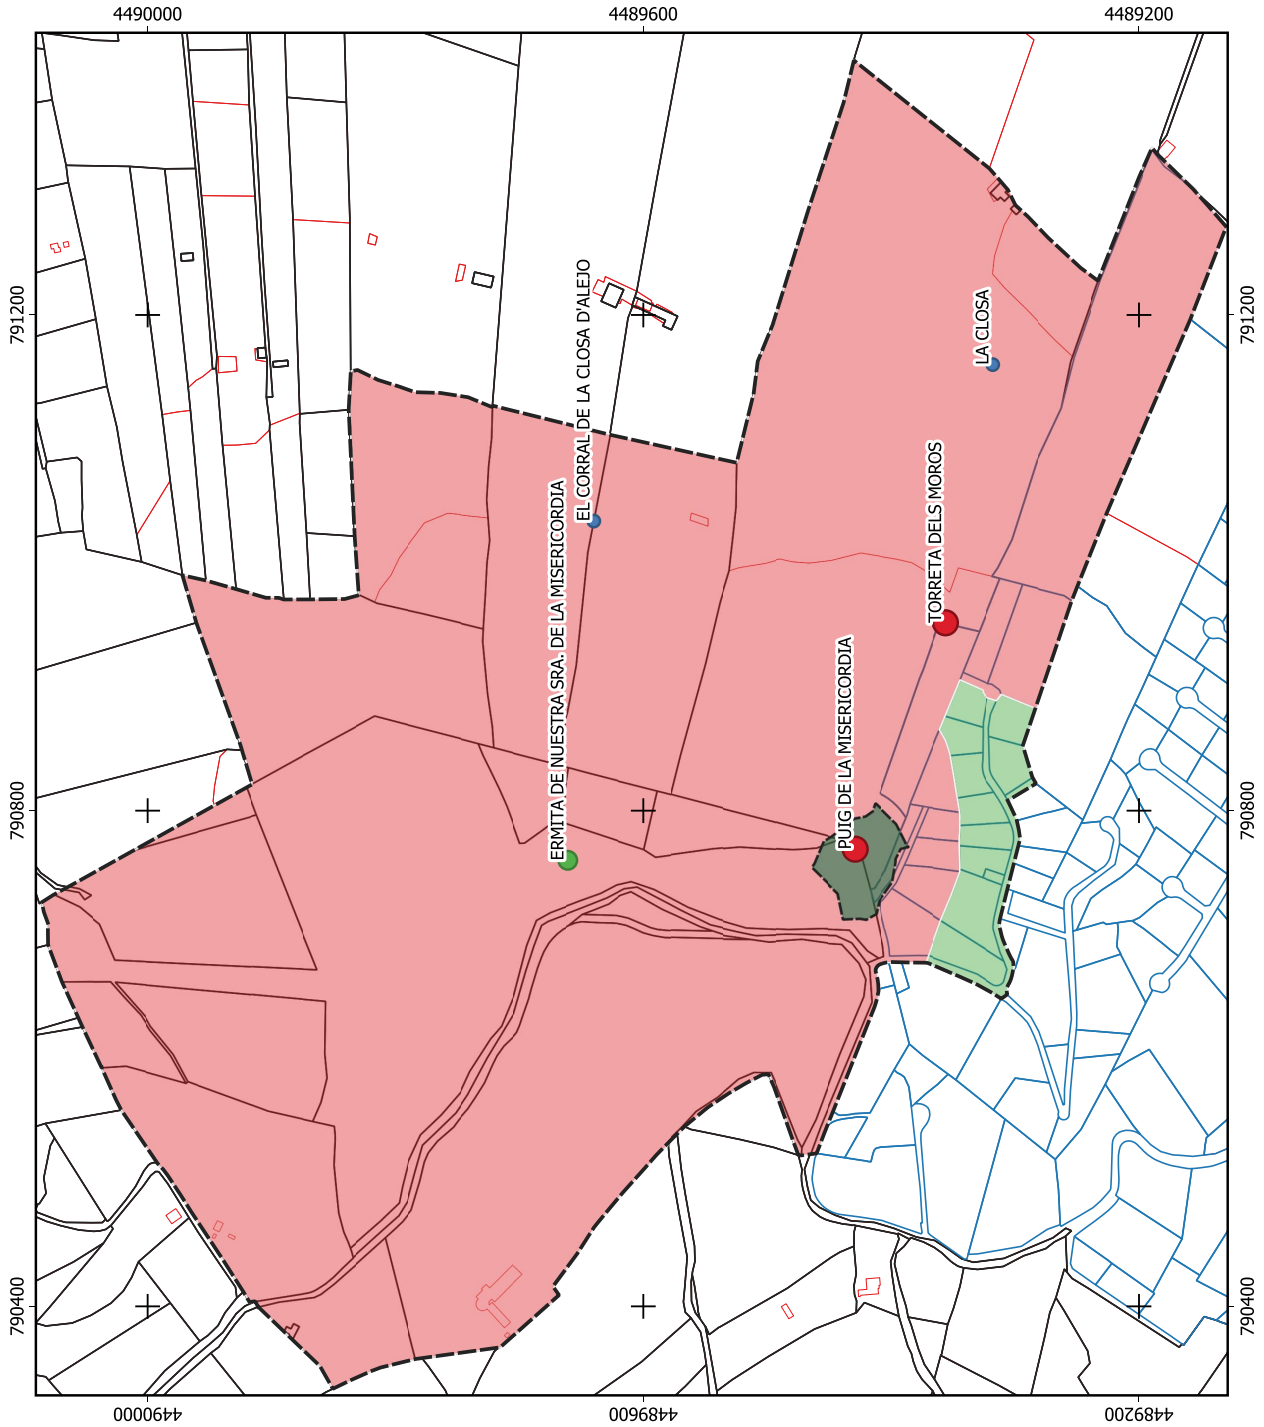 4490000
4489600
4489200
791200
791200
EL CORRAL DE LA CLOSA D'ALEJO
LA CLOSA
TORRETA DELS MOROS
ERMITA DE NUESTRA SRA. DE LA MISERICORDIA
PUIG DE LA MISERICORDIA
790800
790800
790400
790400
4490000
4489600
4489200